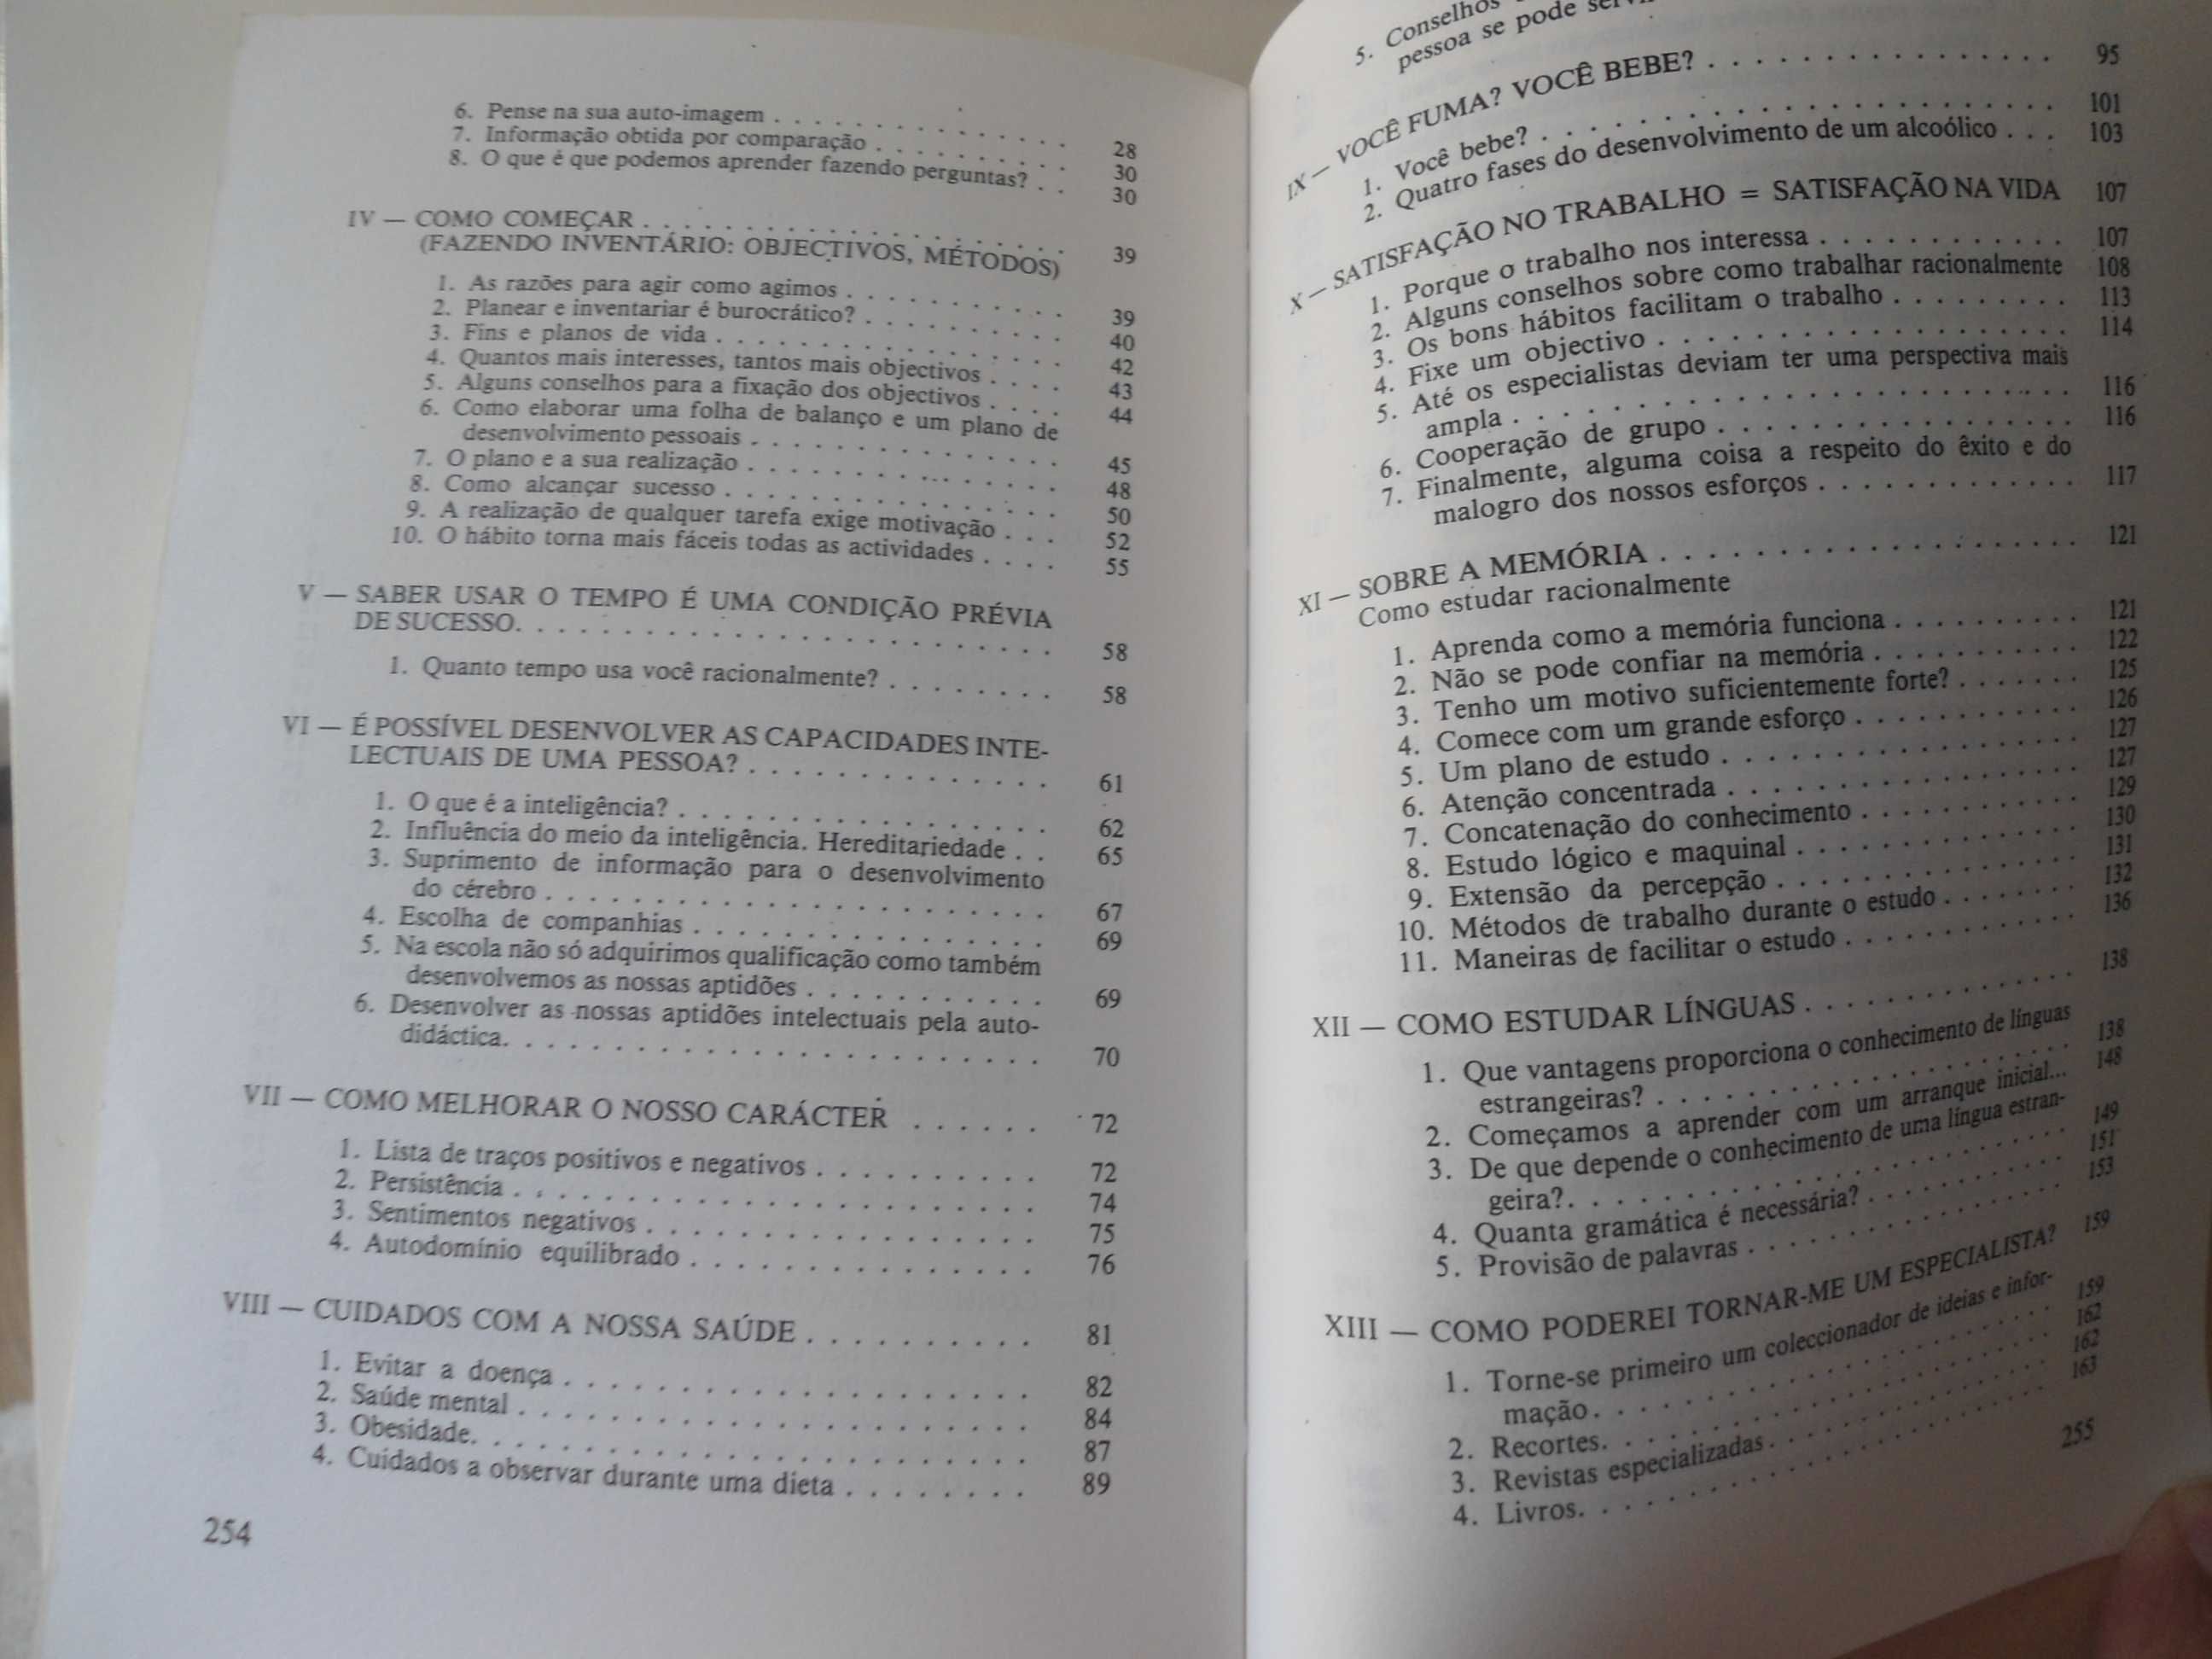 6. Pense na sua auto-imagem . . . . . . . . . . . . . . . 28
7. Informação obtida por comparação . . . . . . . . . . 30
8. O que é que podemos aprender fazendo perguntas? . . 30
IV — COMO COMEÇAR . . . . . . . . . . . . . . . . . . . 39
(FAZENDO INVENTÁRIO: OBJECTIVOS, MÉTODOS)
1. As razões para agir como agimos . . . . . . . . . . 39
2. Planear e inventariar é burocrático? . . . . . . . . . 40
3. Fins e planos de vida . . . . . . . . . . . . . . . . 42
4. Quantos mais interesses, tantos mais objectivos . . . . 43
5. Alguns conselhos para a fixação dos objectivos . . . . 44
6. Como elaborar uma folha de balanço e um plano de
desenvolvimento pessoais . . . . . . . . . . . . . . 45
7. O plano e a sua realização . . . . . . . . . . . . . . 48
8. Como alcançar sucesso . . . . . . . . . . . . . . . 50
9. A realização de qualquer tarefa exige motivação . . . 52
10. O hábito torna mais fáceis todas as actividades . . . . 55
V — SABER USAR O TEMPO É UMA CONDIÇÃO PRÉVIA
DE SUCESSO. . . . . . . . . . . . . . . . . . . . . . . 58
1. Quanto tempo usa você racionalmente? . . . . . . . . 58
VI — É POSSÍVEL DESENVOLVER AS CAPACIDADES INTE-
LECTUAIS DE UMA PESSOA? . . . . . . . . . . . . . . 61
1. O que é a inteligência? . . . . . . . . . . . . . . . . 62
2. Influência do meio da inteligência. Hereditariedade . . 65
3. Suprimento de informação para o desenvolvimento
do cérebro . . . . . . . . . . . . . . . . . . . . . . 67
4. Escolha de companhias . . . . . . . . . . . . . . . . 69
5. Na escola não só adquirimos qualificação como também
desenvolvemos as nossas aptidões . . . . . . . . . . . 69
6. Desenvolver as nossas aptidões intelectuais pela auto-
didáctica. . . . . . . . . . . . . . . . . . . . . . . . 70
VII — COMO MELHORAR O NOSSO CARÁCTER . . . . . . 72
1. Lista de traços positivos e negativos . . . . . . . . . . 72
2. Persistência . . . . . . . . . . . . . . . . . . . . . . 74
3. Sentimentos negativos . . . . . . . . . . . . . . . . . 75
4. Autodomínio equilibrado . . . . . . . . . . . . . . . 76
VIII — CUIDADOS COM A NOSSA SAÚDE . . . . . . . . . . 81
1. Evitar a doença . . . . . . . . . . . . . . . . . . . . 82
2. Saúde mental . . . . . . . . . . . . . . . . . . . . . . 84
3. Obesidade. . . . . . . . . . . . . . . . . . . . . . . . 87
4. Cuidados a observar durante uma dieta . . . . . . . . 89
254
5. Conselhos
pessoa se pode
95
IX — VOCÊ FUMA? VOCÊ BEBE? . . . . . . . . . . . . . . . 101
1. Você bebe? . . . . . . . . . . . . . . . . . . . . . .
2. Quatro fases do desenvolvimento de um alcoólico . . . 103
X — SATISFAÇÃO NO TRABALHO = SATISFAÇÃO NA VIDA 107
1. Porque o trabalho nos interessa . . . . . . . . . . . . 107
2. Alguns conselhos sobre como trabalhar racionalmente 108
3. Os bons hábitos facilitam o trabalho . . . . . . . . . 113
4. Fixe um objectivo . . . . . . . . . . . . . . . . . . 114
5. Até os especialistas deviam ter uma perspectiva mais
ampla . . . . . . . . . . . . . . . . . . . . . . . . 116
6. Cooperação de grupo . . . . . . . . . . . . . . . . . 116
7. Finalmente, alguma coisa a respeito do êxito e do
malogro dos nossos esforços . . . . . . . . . . . . . 117
XI — SOBRE A MEMÓRIA . . . . . . . . . . . . . . . . . . . 121
Como estudar racionalmente
1. Aprenda como a memória funciona . . . . . . . . . . 121
2. Não se pode confiar na memória . . . . . . . . . . . 122
3. Tenho um motivo suficientemente forte? . . . . . . . 125
4. Comece com um grande esforço . . . . . . . . . . . . 126
5. Um plano de estudo . . . . . . . . . . . . . . . . . . 127
6. Atenção concentrada . . . . . . . . . . . . . . . . . . 127
7. Concatenação do conhecimento . . . . . . . . . . . . 129
8. Estudo lógico e maquinal . . . . . . . . . . . . . . . 130
9. Extensão da percepção . . . . . . . . . . . . . . . . 131
10. Métodos de trabalho durante o estudo . . . . . . . . 132
11. Maneiras de facilitar o estudo . . . . . . . . . . . . 136
XII — COMO ESTUDAR LÍNGUAS . . . . . . . . . . . . . . . 138
1. Que vantagens proporciona o conhecimento de línguas
estrangeiras? . . . . . . . . . . . . . . . . . . . . . 138
2. Começamos a aprender com um arranque inicial... 148
3. De que depende o conhecimento de uma língua estran-
geira?. . . . . . . . . . . . . . . . . . . . . . . . . 149
4. Quanta gramática é necessária? . . . . . . . . . . . 151
5. Provisão de palavras . . . . . . . . . . . . . . . . . 153
XIII — COMO PODEREI TORNAR-ME UM ESPECIALISTA? 159
1. Torne-se primeiro um coleccionador de ideias e infor-
mação. . . . . . . . . . . . . . . . . . . . . . . . . 159
2. Recortes. . . . . . . . . . . . . . . . . . . . . . . . 162
3. Revistas especializadas. . . . . . . . . . . . . . . . 162
4. Livros. . . . . . . . . . . . . . . . . . . . . . . . . 163
255